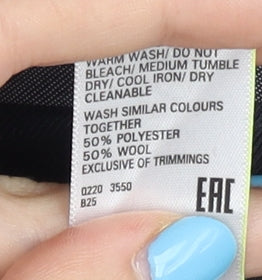 WARM WASH/ DO NOT
BLEACH/ MEDIUM TUMBLE
DRY/ COOL IRON/ DRY
CLEANABLE
WASH SIMILAR COLOURS
TOGETHER
50% POLYESTER
50% WOOL
EXCLUSIVE OF TRIMMINGS
0220 3550
B25
EAC